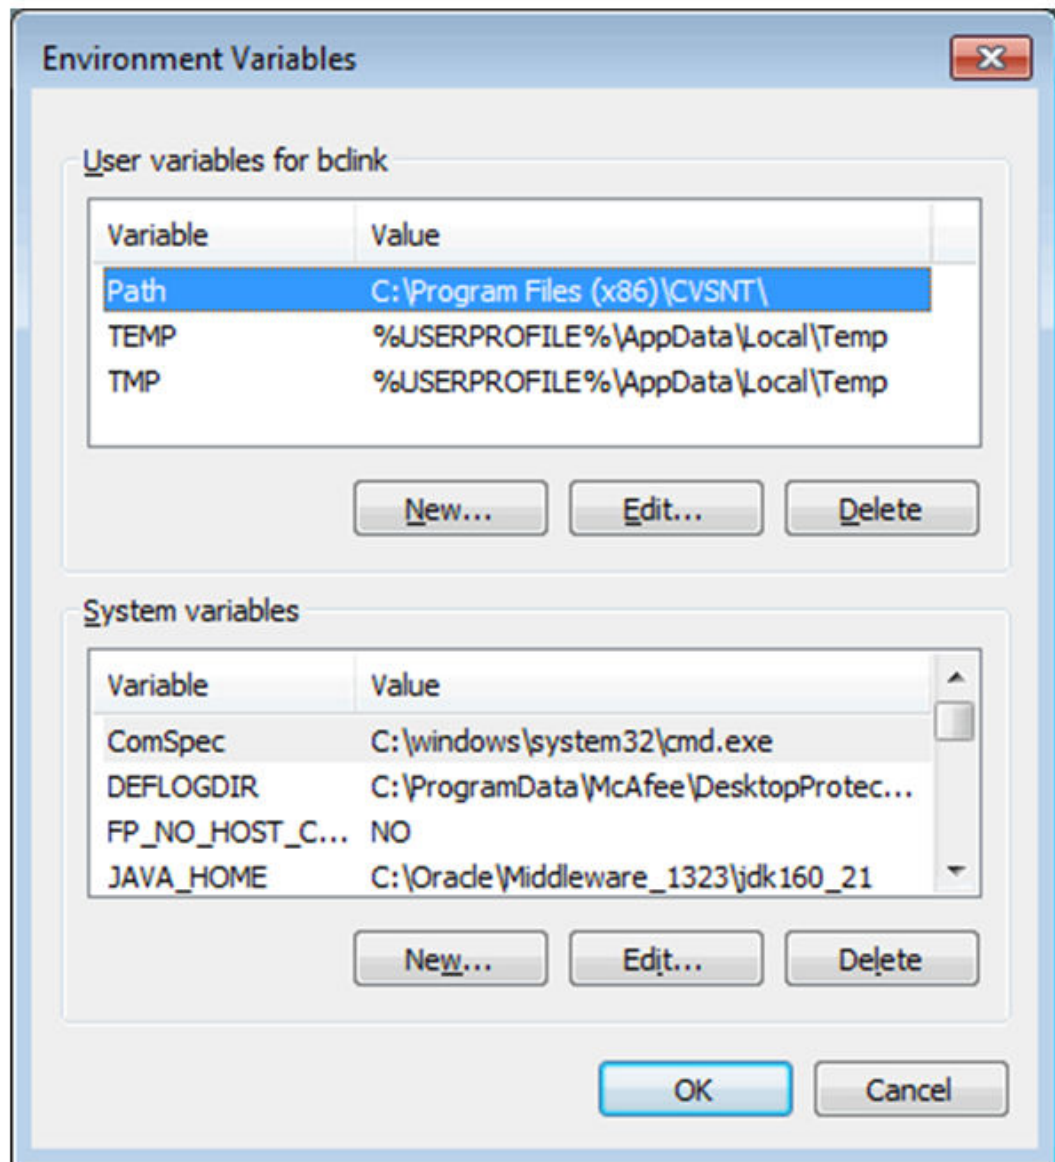 Environment Variables
User variables for bclink
Variable Value
Path C:\Program Files (x86)\CVSNT\
TEMP %USERPROFILE%\AppData\Local\Temp
TMP %USERPROFILE%\AppData\Local\Temp
New... Edit... Delete
System variables
Variable Value
ComSpec C:\windows\system32\cmd.exe
DEFLOGDIR C:\ProgramData\McAfee\DesktopProtec...
FP_NO_HOST_C... NO
JAVA_HOME C:\Oracle\Middleware_1323\jdk160_21
New... Edit... Delete
OK Cancel